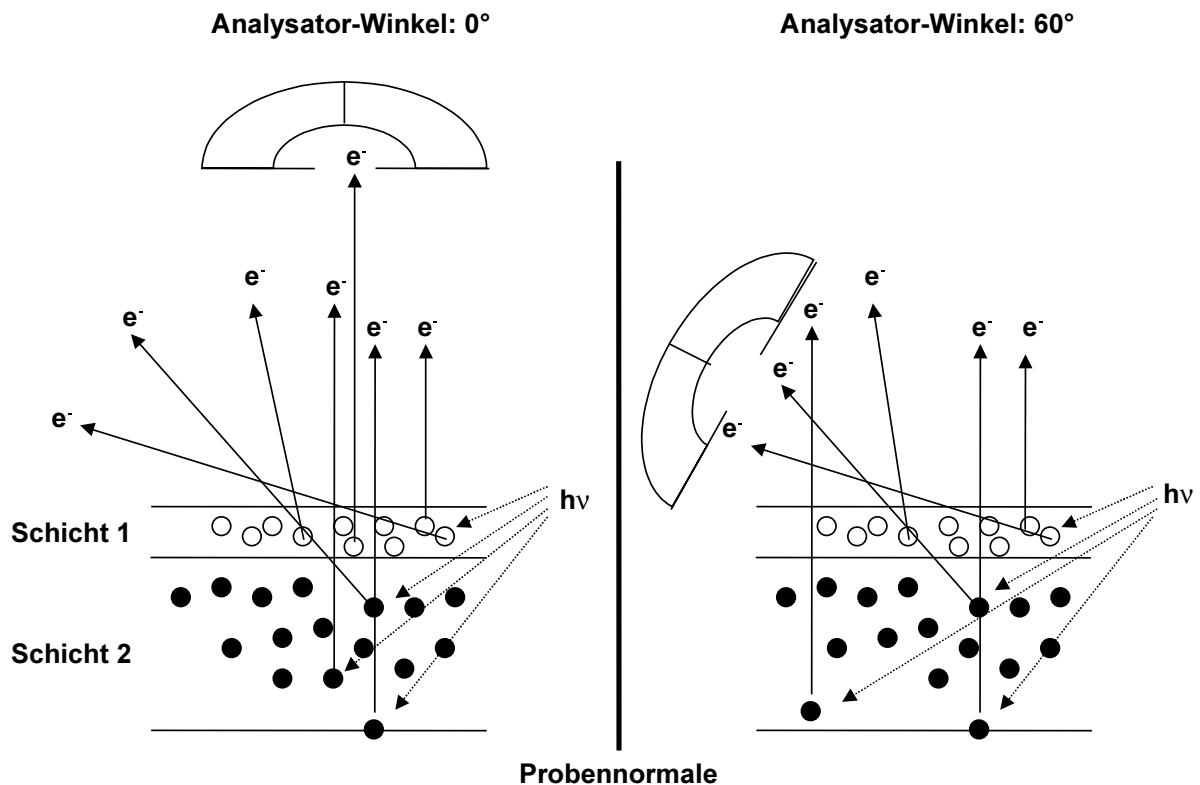 Analysator-Winkel: 0°
Analysator-Winkel: 60°
e-
e-
e-
e-
e-
e-
e-
e-
e-
e-
e-
e-
e-
hν
hν
Schicht 1
Schicht 2
Probennormale